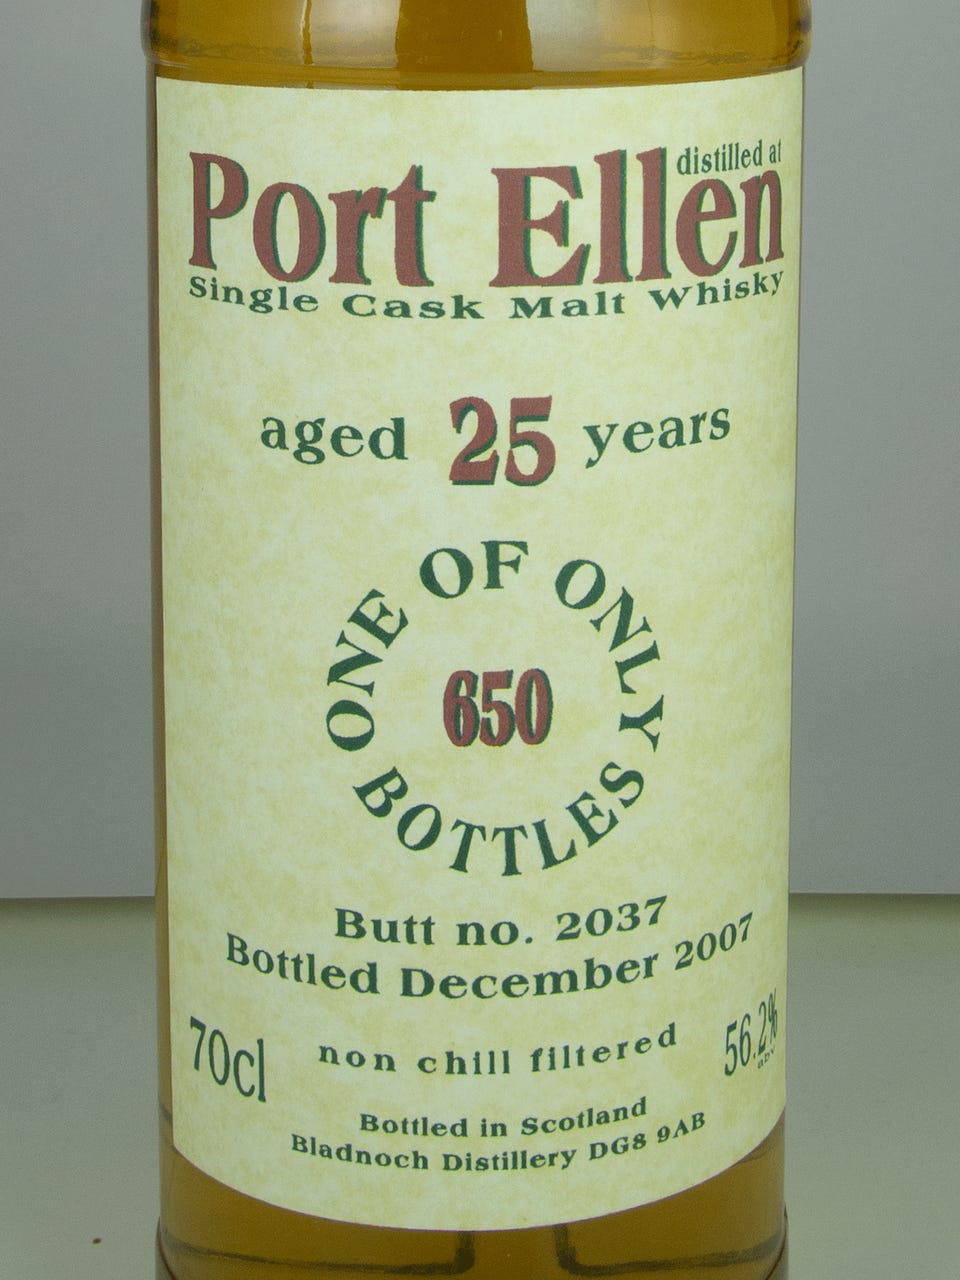 distilled at
Port Ellen
Single Cask Malt Whisky
aged 25 years
ONE OF ONLY
650
BOTTLES
Butt no. 2037
Bottled December 2007
70cl
non chill filtered
56.2%
abv
Bottled in Scotland
Bladnoch Distillery DG8 9AB